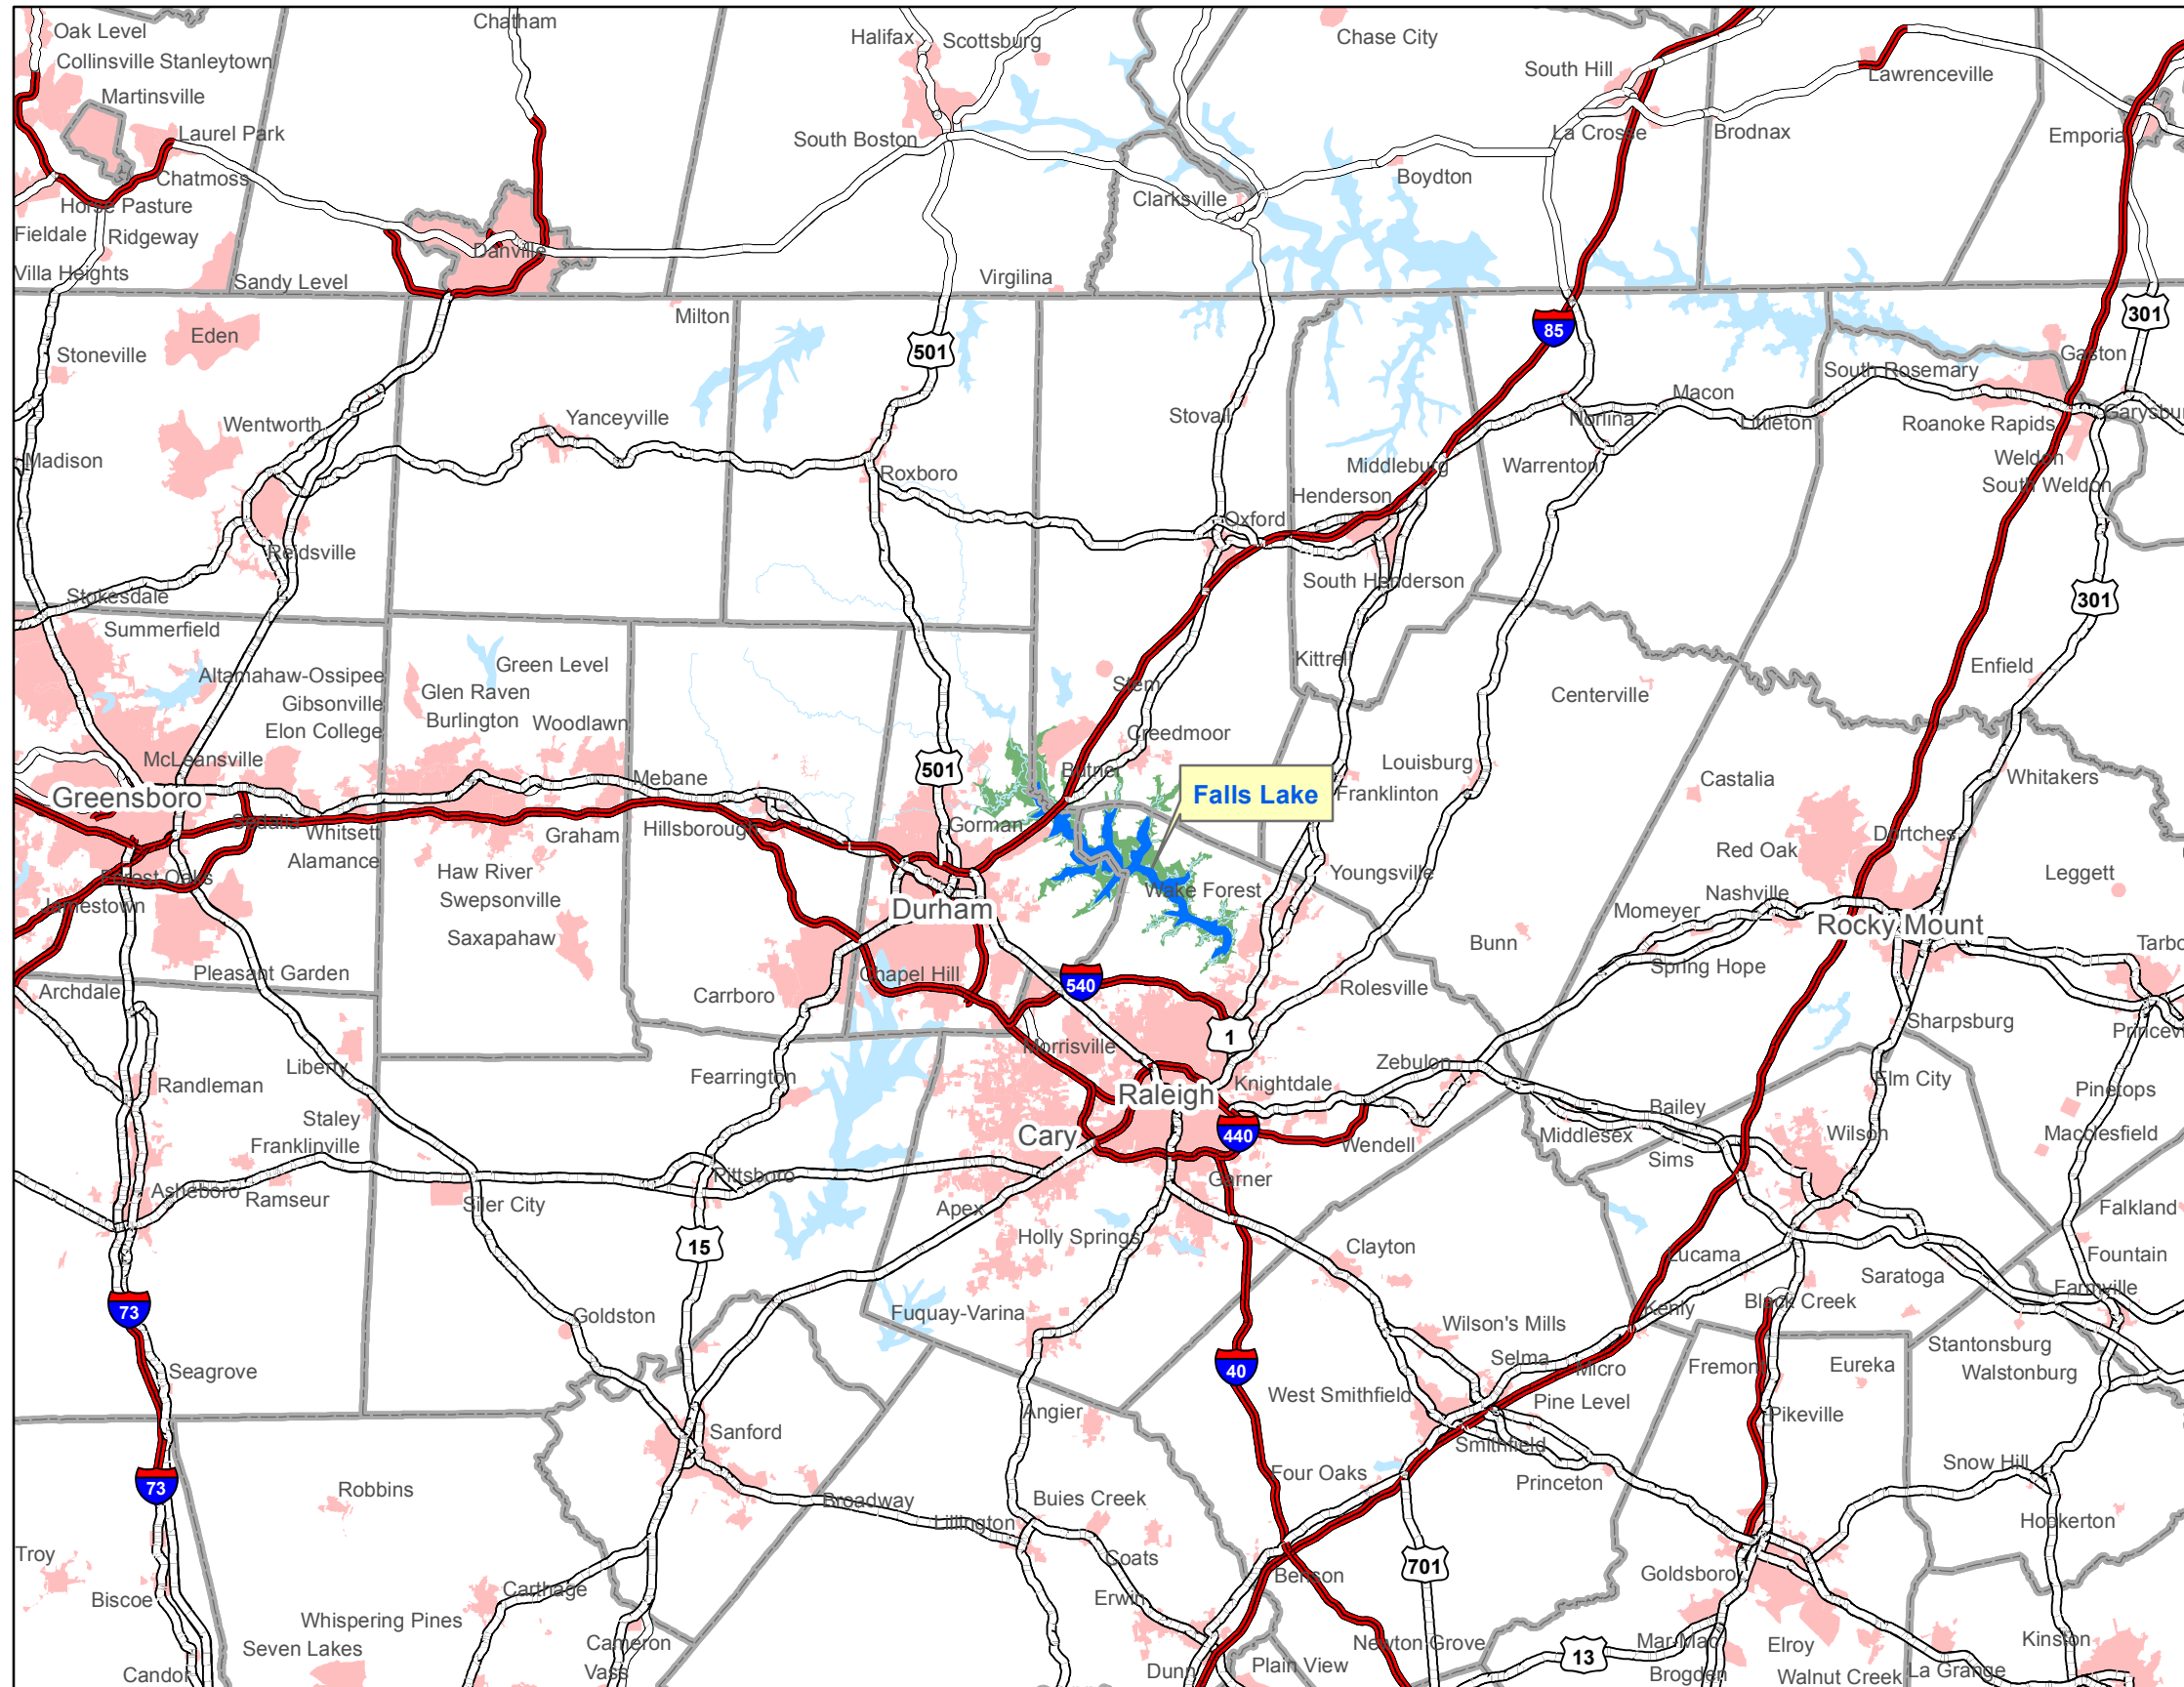 Chatham
Oak Level
Halifax
Scottsburg
Chase City
Collinsville Stanleytown
South Hill
Lawrenceville
Martinsville
Laurel Park
South Boston
La Crosse
Brodnax
Emporia
Chatmoss
Boydton
Clarksville
Horse Pasture
Fieldale
Ridgeway
Danville
Villa Heights
Sandy Level
Virgilina
Milton
301
85
Eden
501
Stoneville
Gaston
South Rosemary
Macon
Wentworth
Yanceyville
Stovall
Norlina
Littleton
Roanoke Rapids
Garysbu
Madison
Roxboro
Middleburg
Warrenton
Weldon
South Weldon
Henderson
Oxford
Reidsville
South Henderson
Stokesdale
301
Summerfield
Green Level
Kittrell
Enfield
Altamahaw-Ossipee
Glen Raven
Stem
Centerville
Gibsonville
Burlington
Woodlawn
Elon College
Creedmoor
McLeansville
Mebane
501
Butner
Louisburg
Castalia
Whitakers
Greensboro
Falls Lake
Franklinton
Sedalia
Whitsett
Graham
Hillsborough
Gorman
Dortches
Alamance
Red Oak
Forest Oaks
Haw River
Youngsville
Leggett
Jamestown
Swepsonville
Durham
Wake Forest
Nashville
Momeyer
Rocky Mount
Saxapahaw
Bunn
Tarbo
Pleasant Garden
Chapel Hill
Spring Hope
Archdale
Carrboro
540
Rolesville
Sharpsburg
Princevi
1
Morrisville
Liberty
Fearrington
Zebulon
Randleman
Raleigh
Knightdale
Elm City
Pinetops
Staley
Bailey
Franklinville
Cary
440
Wendell
Middlesex
Wilson
Macclesfield
Sims
Pittsboro
Asheboro
Ramseur
Siler City
Garner
Apex
Falkland
15
Holly Springs
Clayton
Lucama
Fountain
Saratoga
Farmville
73
Goldston
Fuquay-Varina
Kenly
Black Creek
Wilson's Mills
Stantonsburg
Seagrove
40
Selma
Micro
Fremont
Eureka
Walstonburg
West Smithfield
Pine Level
Angier
Pikeville
Sanford
Smithfield
73
Robbins
Four Oaks
Princeton
Snow Hill
Broadway
Buies Creek
Lillington
Hookerton
Troy
Coats
701
Benson
Goldsboro
Biscoe
Carthage
Erwin
Whispering Pines
Seven Lakes
Cameron
Newton Grove
Mar-Mac
Elroy
Kinston
13
Candor
Vass
Dunn
Plain View
Brogden
Walnut Creek
La Grange